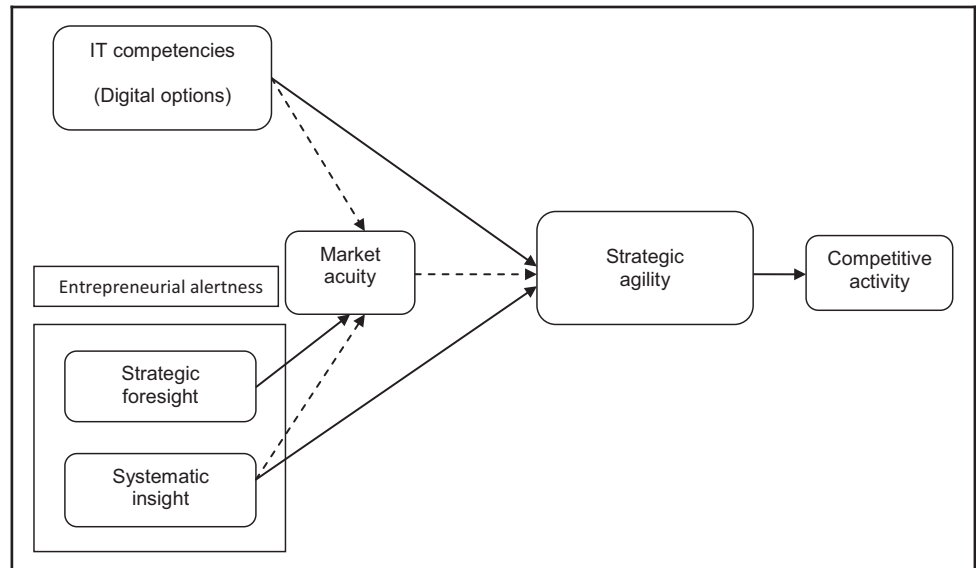 IT competencies
(Digital options)
Market
acuity
Strategic
agility
Competitive
activity
Entrepreneurial alertness
Strategic
foresight
Systematic
insight